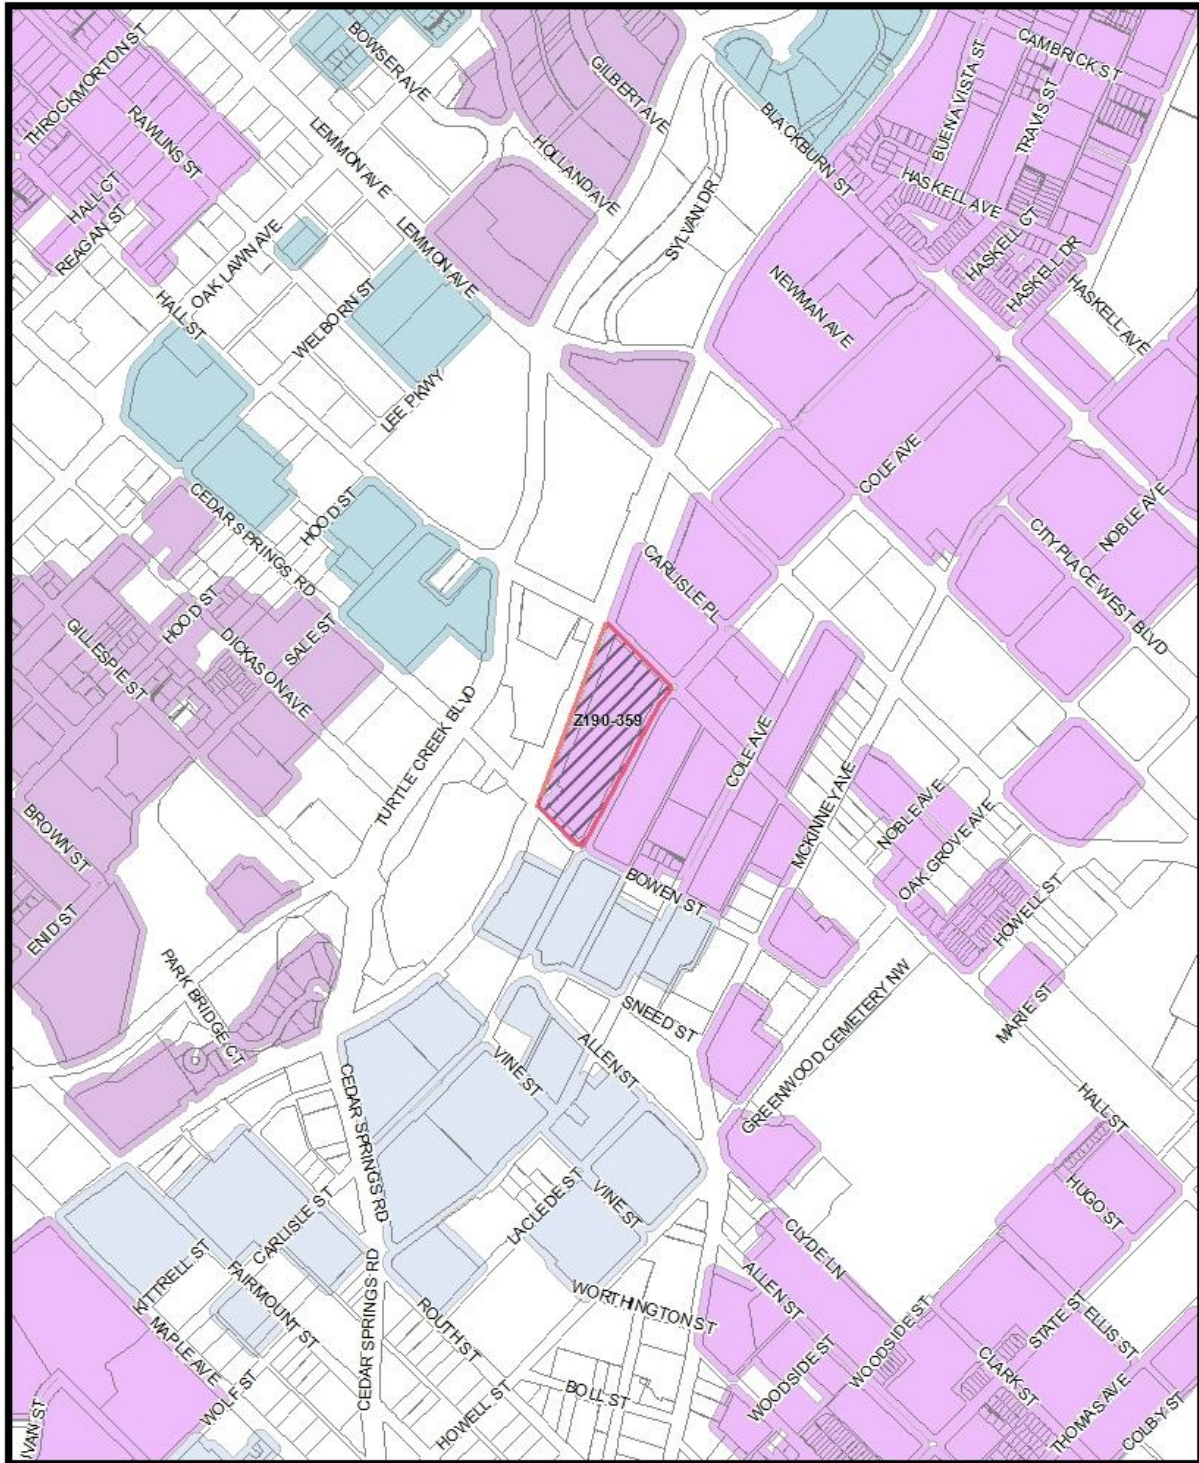 THROCKMORTON ST
BOWSER AVE
GILBERT AVE
CAMBRICK ST
BUENA VISTA ST
TRAVIS ST
RAWLINS ST
LEMMON AVE
BLACKBURN ST
HOLLAND AVE
HALL CT
REAGAN ST
OAK LAWN AVE
LEMMON AVE
SYLVAN DR
HASKELL AVE
HASKELL CT
HASKELL DR
HASKELL AVE
HALL ST
WELBORN ST
NEWMAN AVE
LEE PKWY
COLE AVE
CEDAR SPRINGS RD
HOOD ST
NOBLE AVE
CITYPLACE WEST BLVD
CARLISLE PL
HOOD ST
SALE ST
DICKASON AVE
GILLESPIE ST
Z190-359
TURTLE CREEK BLVD
COLE AVE
MCKINNEY AVE
NOBLE AVE
OAK GROVE AVE
BROWN ST
BOWEN ST
HOWELL ST
ENID ST
PARK BRIDGE CT
SNEED ST
GREENWOOD CEMETERY NW
MARIE ST
VINE ST
ALLEN ST
CEDAR SPRINGS RD
HALL ST
LACLEDE ST
VINE ST
HUGO ST
CARLISLE ST
KITTRELL ST
FAIRMOUNT ST
CLYDE LN
ALLEN ST
WORTHINGTON ST
ROUTH ST
CEDAR SPRINGS RD
MAPLE AVE
WOLF ST
WOODSIDE ST
WOODSIDE ST
STATE ST
ELLIS ST
CLARK ST
BOLL ST
HOWELL ST
THOMAS AVE
COLBY ST
IVAN ST